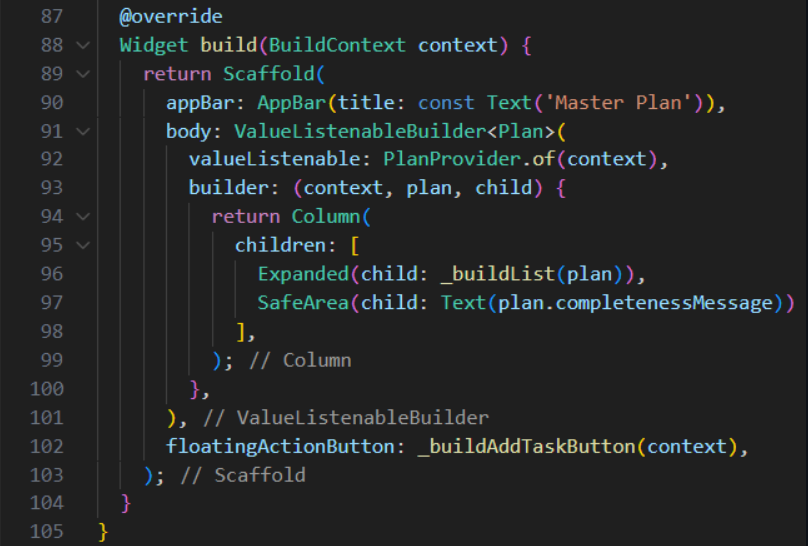 87 @override
88 Widget build(BuildContext context) {
89 return Scaffold(
90 appBar: AppBar(title: const Text('Master Plan')),
91 body: ValueListenableBuilder<Plan>(
92 valueListenable: PlanProvider.of(context),
93 builder: (context, plan, child) {
94 return Column(
95 children: [
96 Expanded(child: _buildList(plan)),
97 SafeArea(child: Text(plan.completenessMessage))
98 ],
99 ); // Column
100 },
101 ), // ValueListenableBuilder
102 floatingActionButton: _buildAddTaskButton(context),
103 ); // Scaffold
104 }
105 }